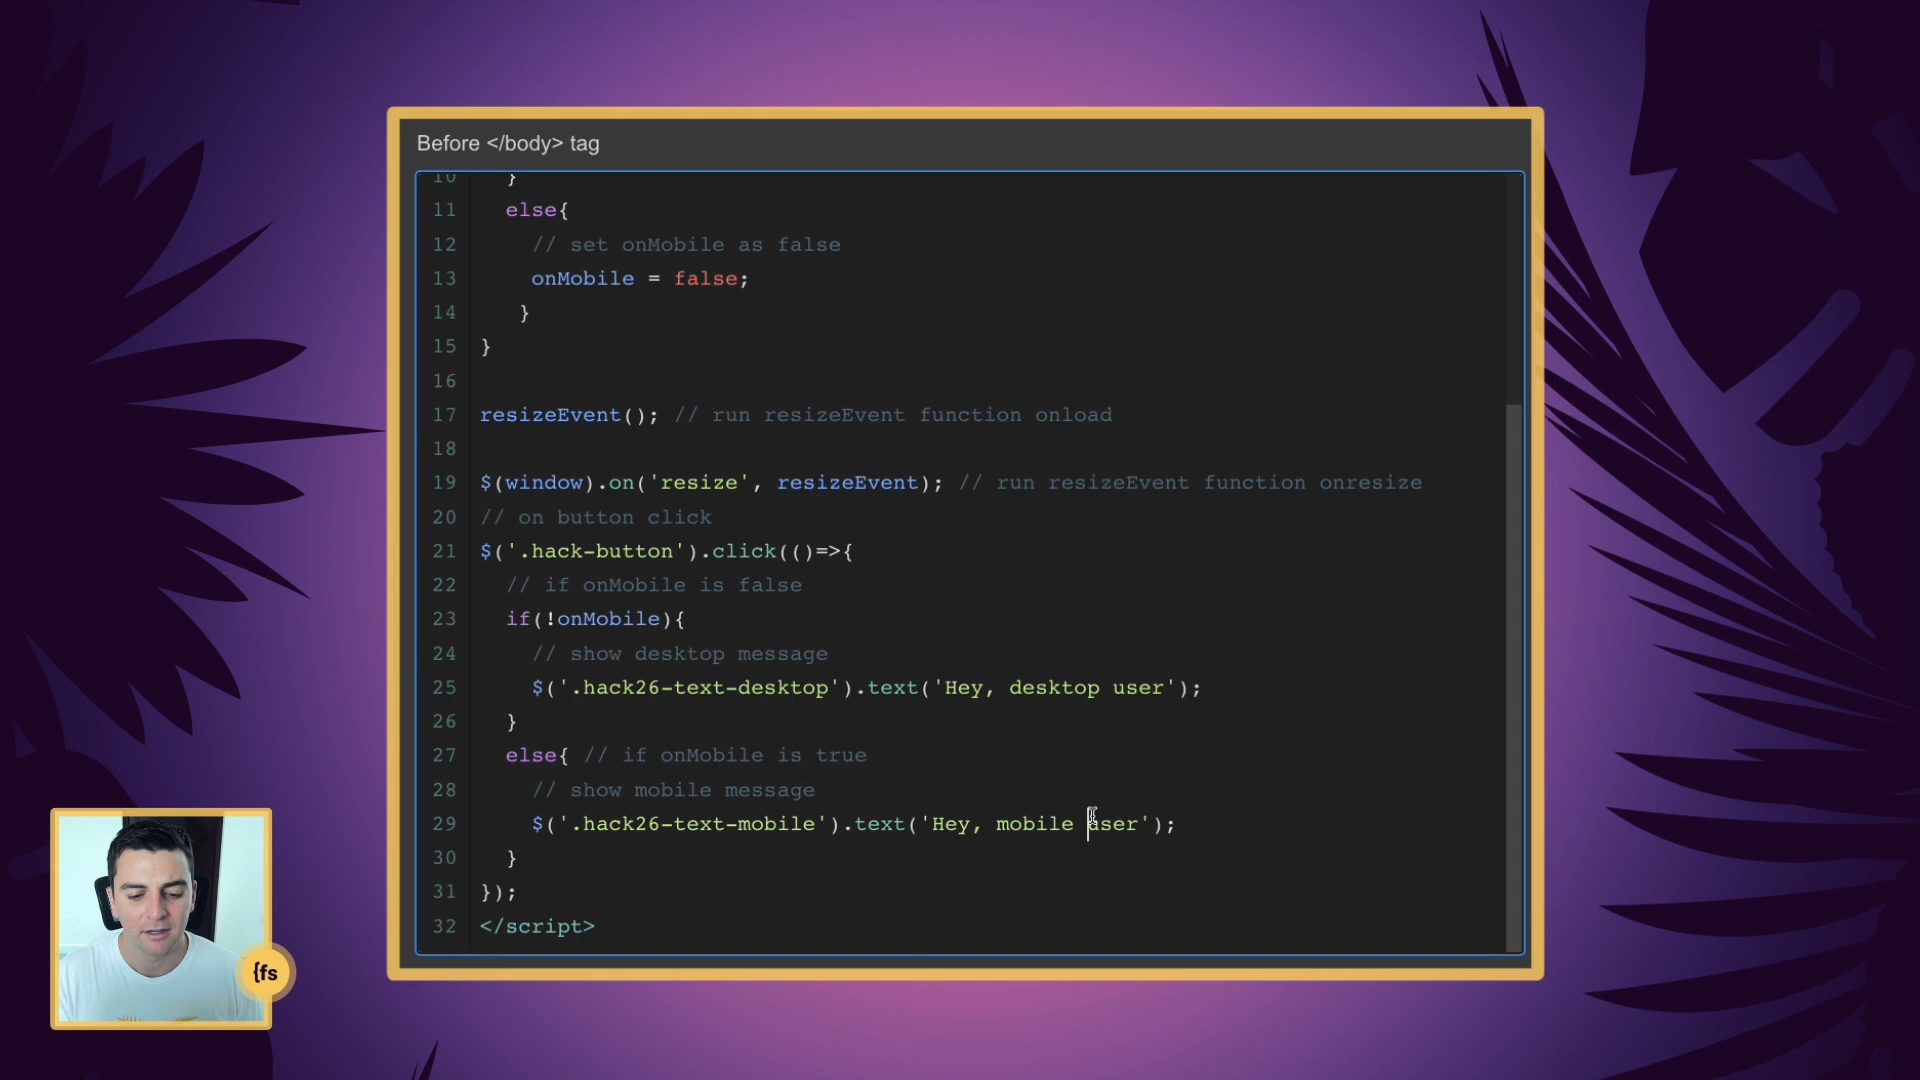 Before </body> tag
10   }
11   else{
12     // set onMobile as false
13     onMobile = false;
14    }
15 }
16
17 resizeEvent(); // run resizeEvent function onload
18
19 $(window).on('resize', resizeEvent); // run resizeEvent function onresize
20 // on button click
21 $('.hack-button').click(()=>{
22   // if onMobile is false
23   if(!onMobile){
24     // show desktop message
25     $('.hack26-text-desktop').text('Hey, desktop user');
26   }
27   else{ // if onMobile is true
28     // show mobile message
29     $('.hack26-text-mobile').text('Hey, mobile user');
30   }
31 });
32 </script>
{fs